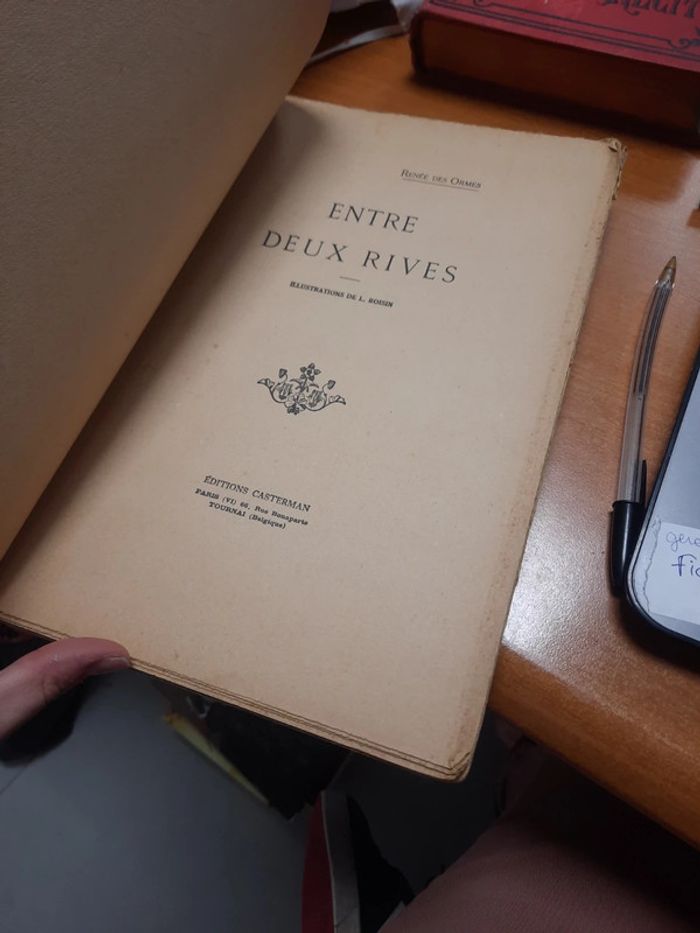 RENÉE DES ORMES
ENTRE
DEUX RIVES
ILLUSTRATIONS DE L. ROISIN
ÉDITIONS CASTERMAN
PARIS (VI) 66, Rue Bonaparte
TOURNAI (Belgique)